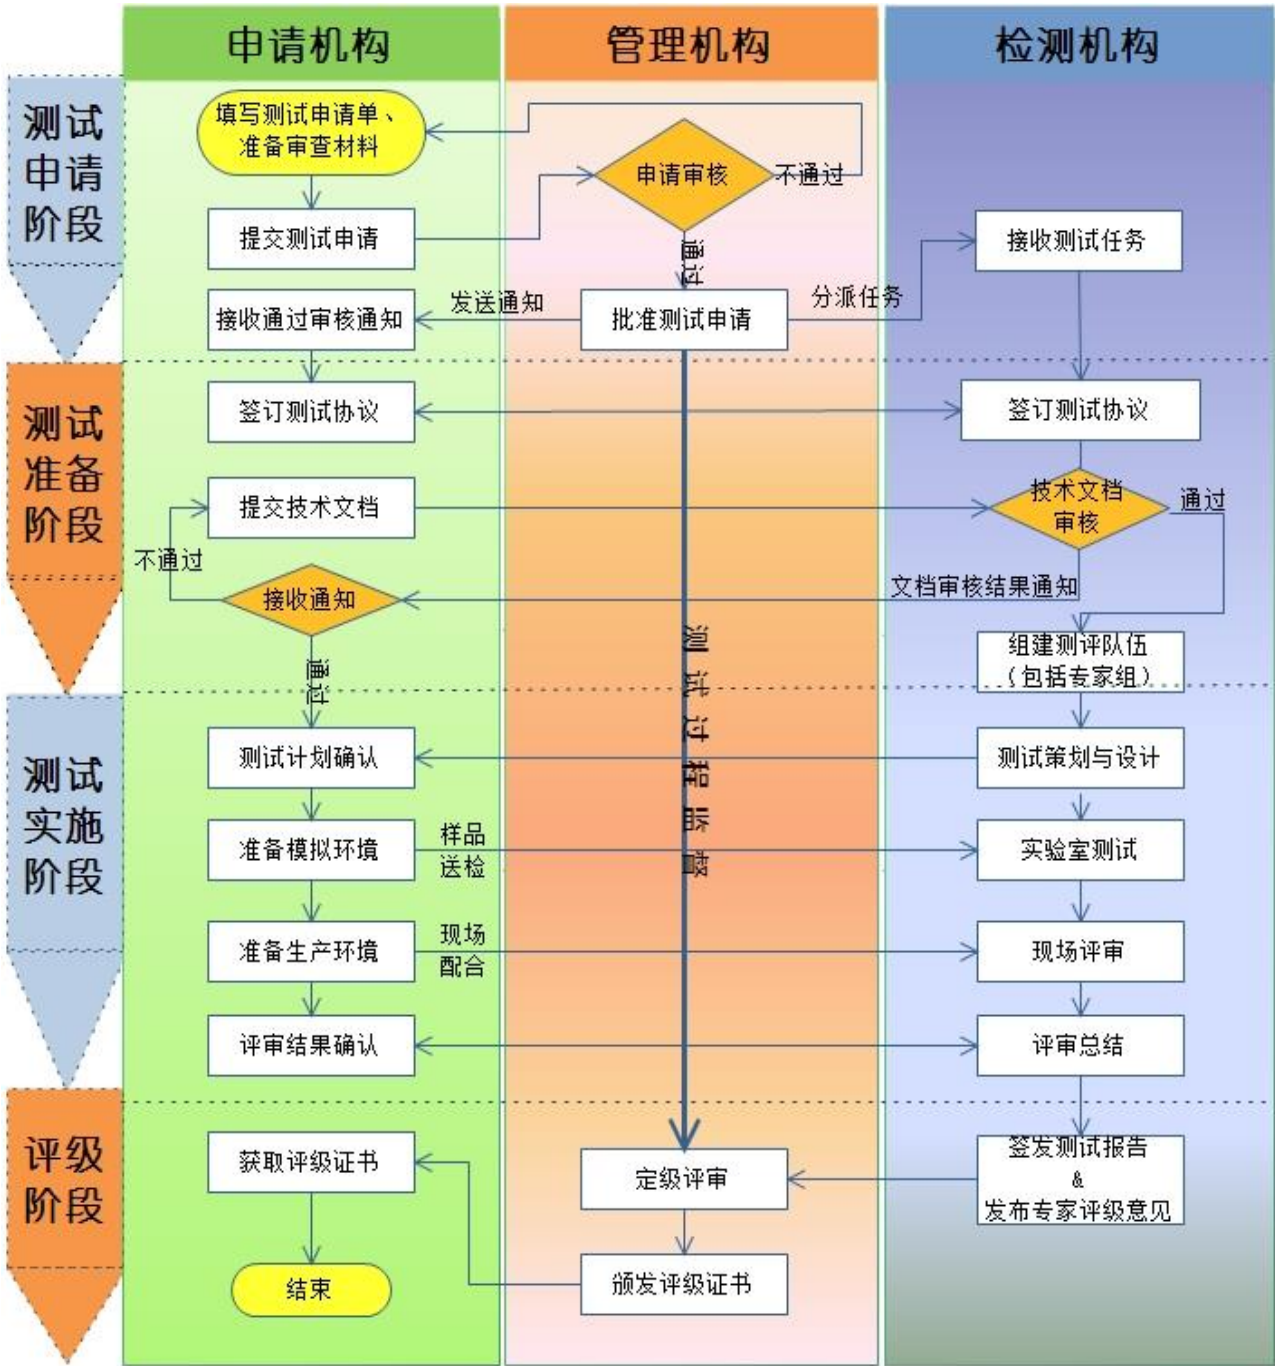 申请机构
管理机构
检测机构
测试
申请
阶段
填写测试申请单、
准备审查材料
申请审核
不通过
提交测试申请
通过
接收测试任务
接收通过审核通知
发送通知
批准测试申请
分派任务
测试
准备
阶段
签订测试协议
签订测试协议
提交技术文档
技术文档
审核
通过
不通过
接收通知
文档审核结果通知
通过
组建测评队伍
（包括专家组）
测试过程监督
测试
实施
阶段
测试计划确认
测试策划与设计
准备模拟环境
样品
送检
实验室测试
准备生产环境
现场
配合
现场评审
评审结果确认
评审总结
评级
阶段
获取评级证书
定级评审
签发测试报告
&
发布专家评级意见
结束
颁发评级证书